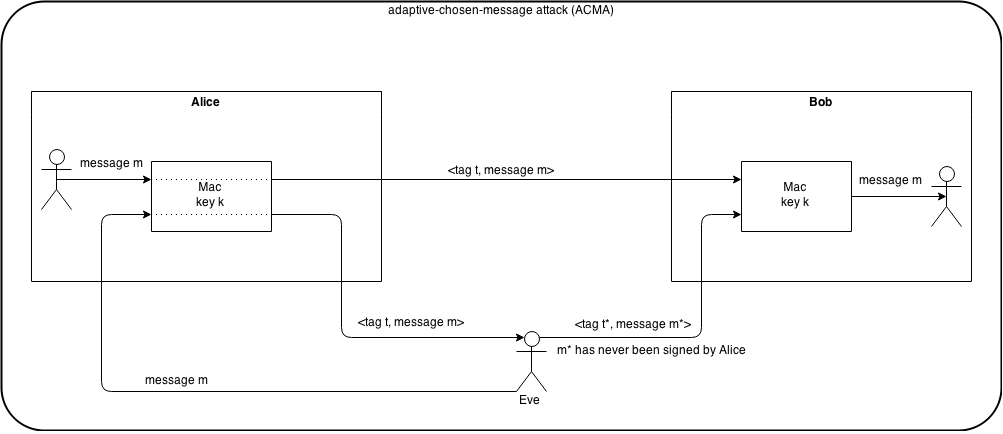 adaptive-chosen-message attack (ACMA)
Alice
Bob
message m
<tag t, message m>
message m
Mac
key k
Mac
key k
<tag t, message m>
<tag t*, message m*>
m* has never been signed by Alice
message m
Eve